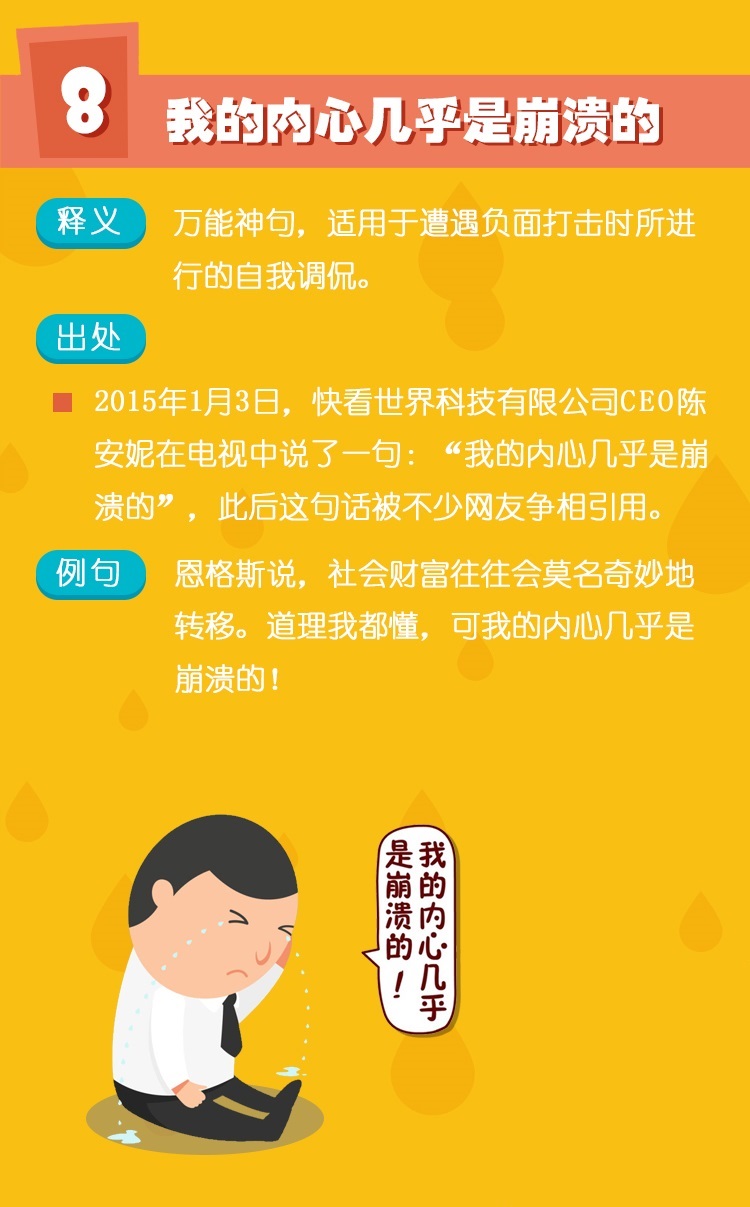 8
我的内心几乎是崩溃的
释义
万能神句，适用于遭遇负面打击时所进
行的自我调侃。
出处
2015年1月3日，快看世界科技有限公司CEO陈
安妮在电视中说了一句：“我的内心几乎是崩
溃的”，此后这句话被不少网友争相引用。
例句
恩格斯说，社会财富往往会莫名奇妙地
转移。道理我都懂，可我的内心几乎是
崩溃的！
我的内心几乎
是崩溃的！